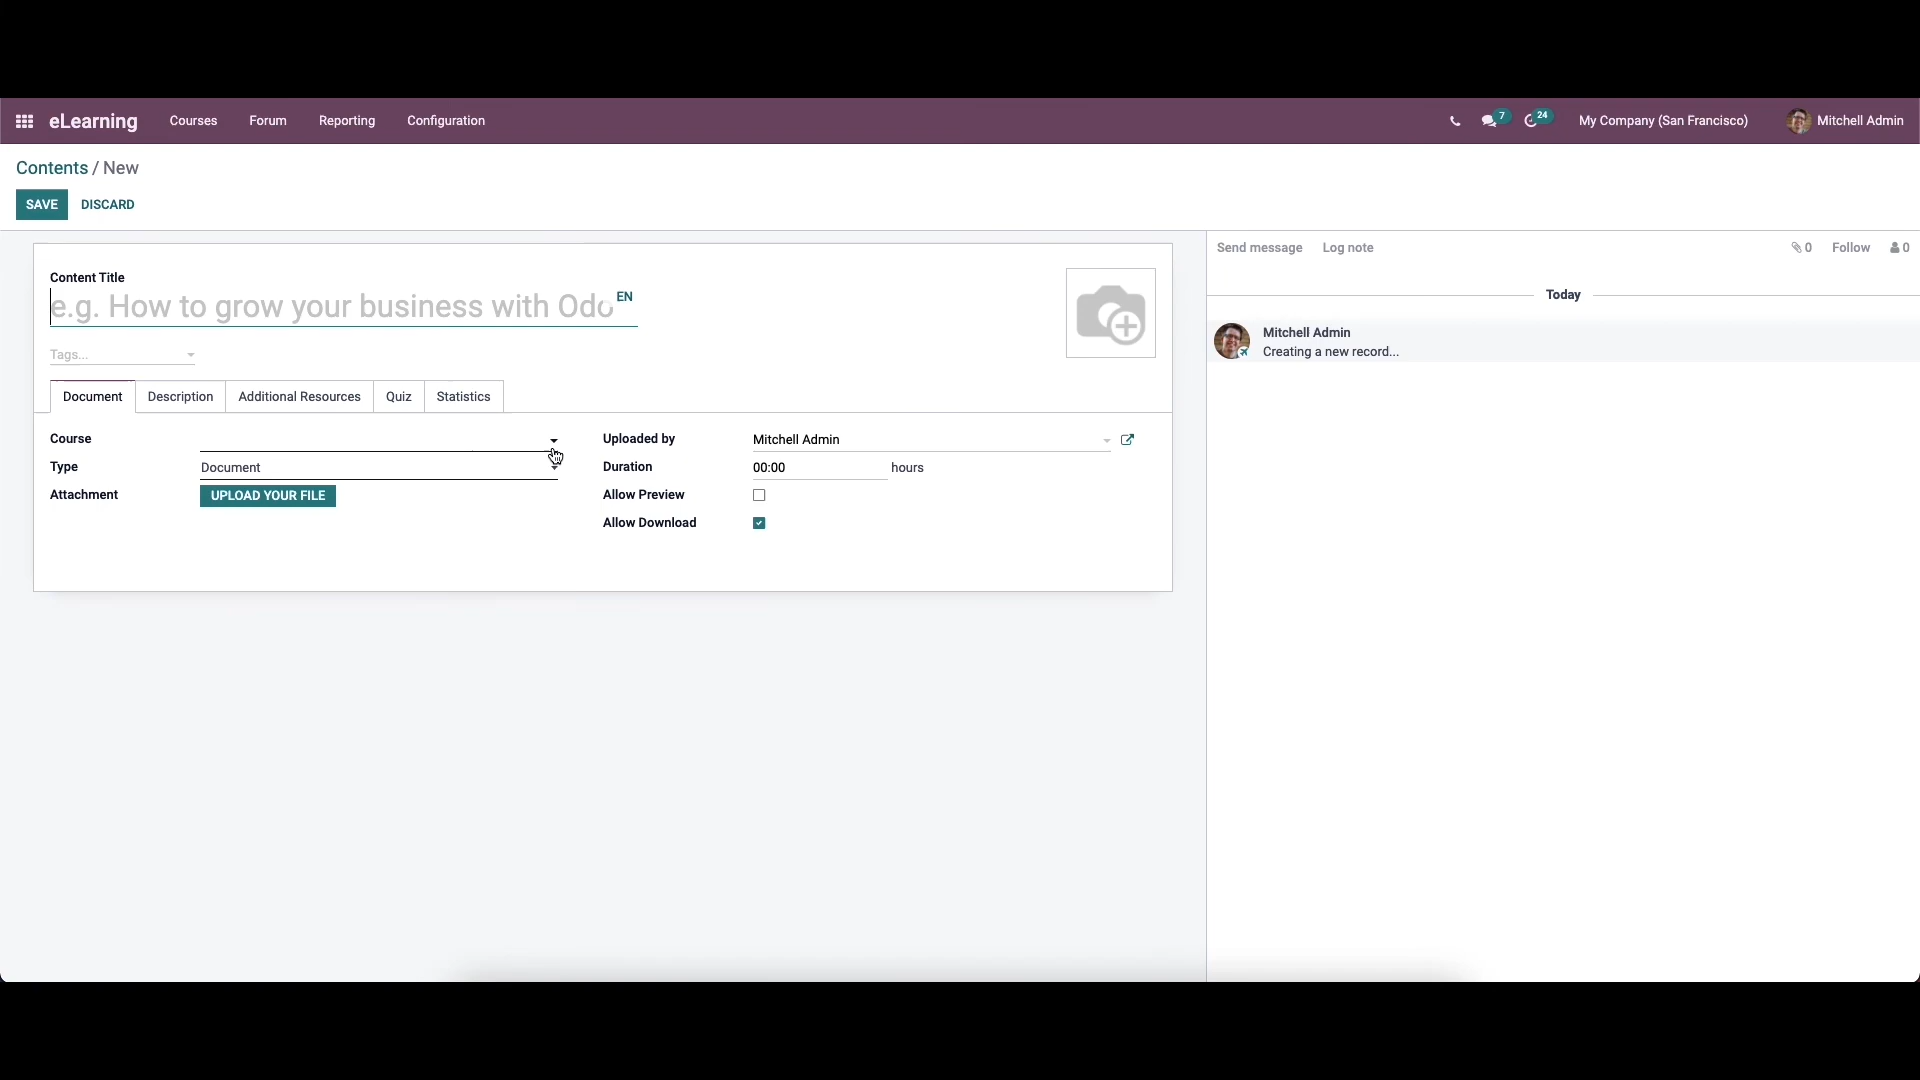 eLearning Courses Forum Reporting Configuration 7 24 My Company (San Francisco) Mitchell Admin
Contents / New
SAVE DISCARD
Send message Log note 0 Follow 0
Content Title
e.g. How to grow your business with Odo EN
Today
Mitchell Admin
Creating a new record...
Tags...
Document Description Additional Resources Quiz Statistics
Course Uploaded by Mitchell Admin
Type Document Duration 00:00 hours
Attachment UPLOAD YOUR FILE Allow Preview
Allow Download